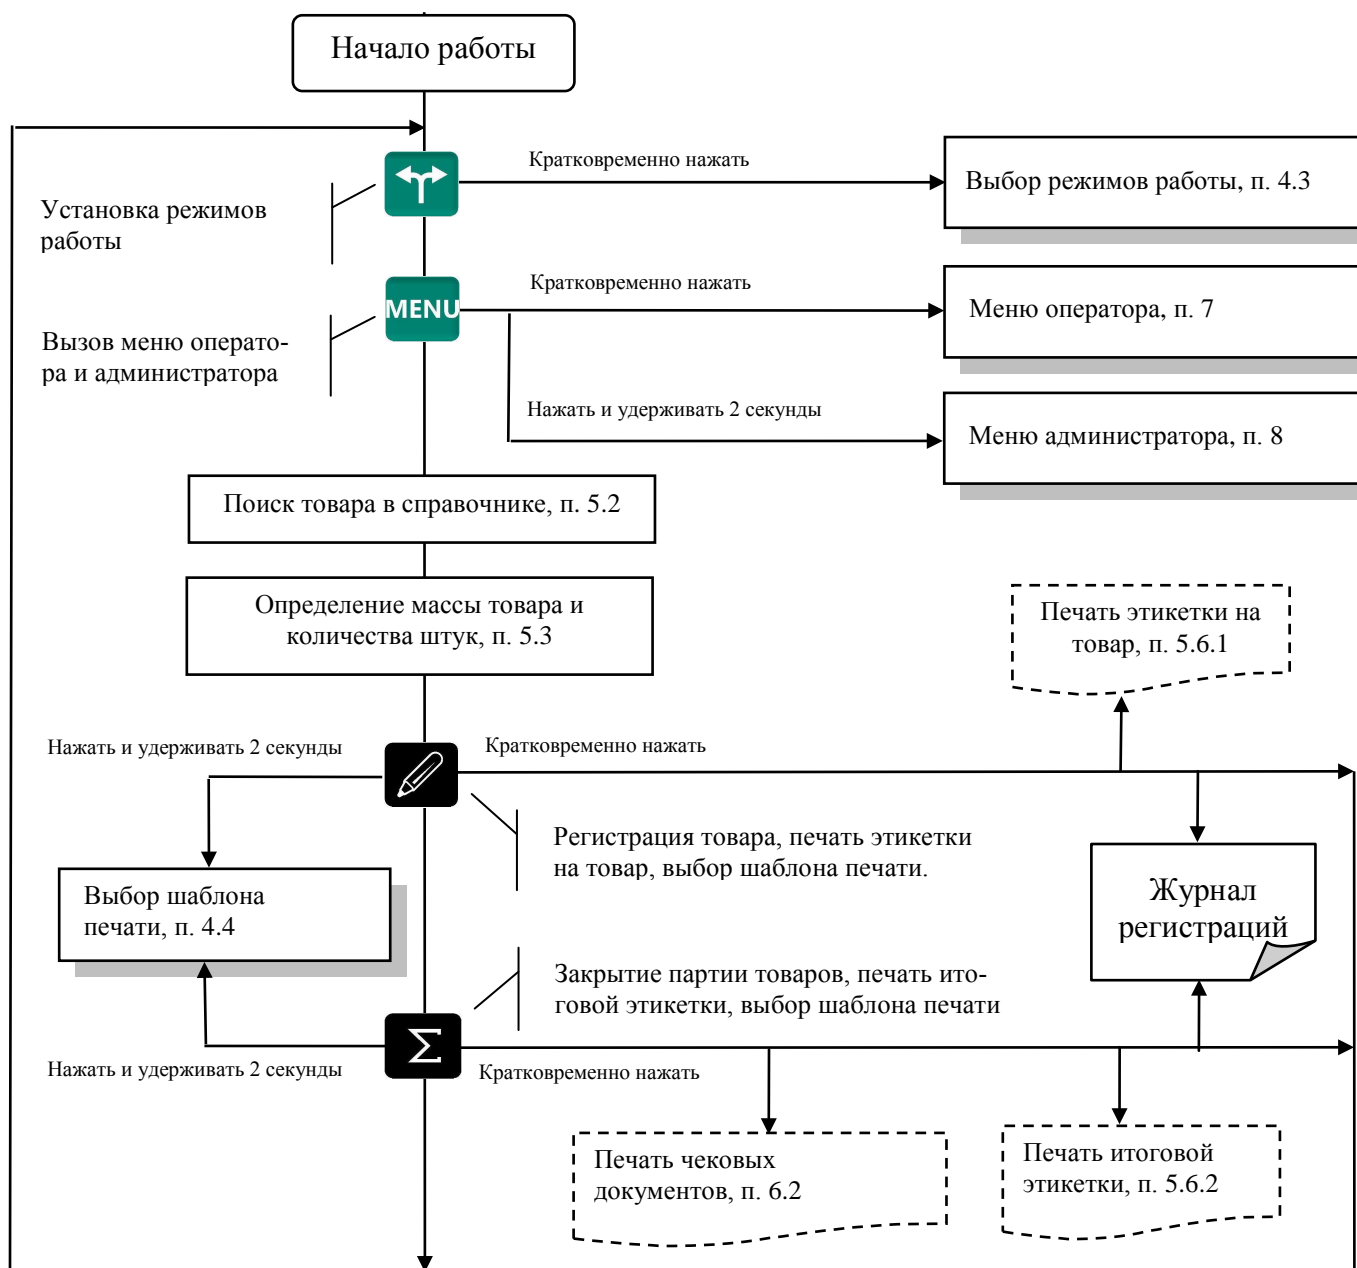 Начало работы
Кратковременно нажать
Выбор режимов работы, п. 4.3
Установка режимов
работы
Кратковременно нажать
MENU
Меню оператора, п. 7
Вызов меню операто-
ра и администратора
Нажать и удерживать 2 секунды
Меню администратора, п. 8
Поиск товара в справочнике, п. 5.2
Определение массы товара и
количества штук, п. 5.3
Печать этикетки на
товар, п. 5.6.1
Нажать и удерживать 2 секунды
Кратковременно нажать
Регистрация товара, печать этикетки
на товар, выбор шаблона печати.
Выбор шаблона
печати, п. 4.4
Журнал
регистраций
Закрытие партии товаров, печать ито-
говой этикетки, выбор шаблона печати
Σ
Нажать и удерживать 2 секунды
Кратковременно нажать
Печать чековых
документов, п. 6.2
Печать итоговой
этикетки, п. 5.6.2